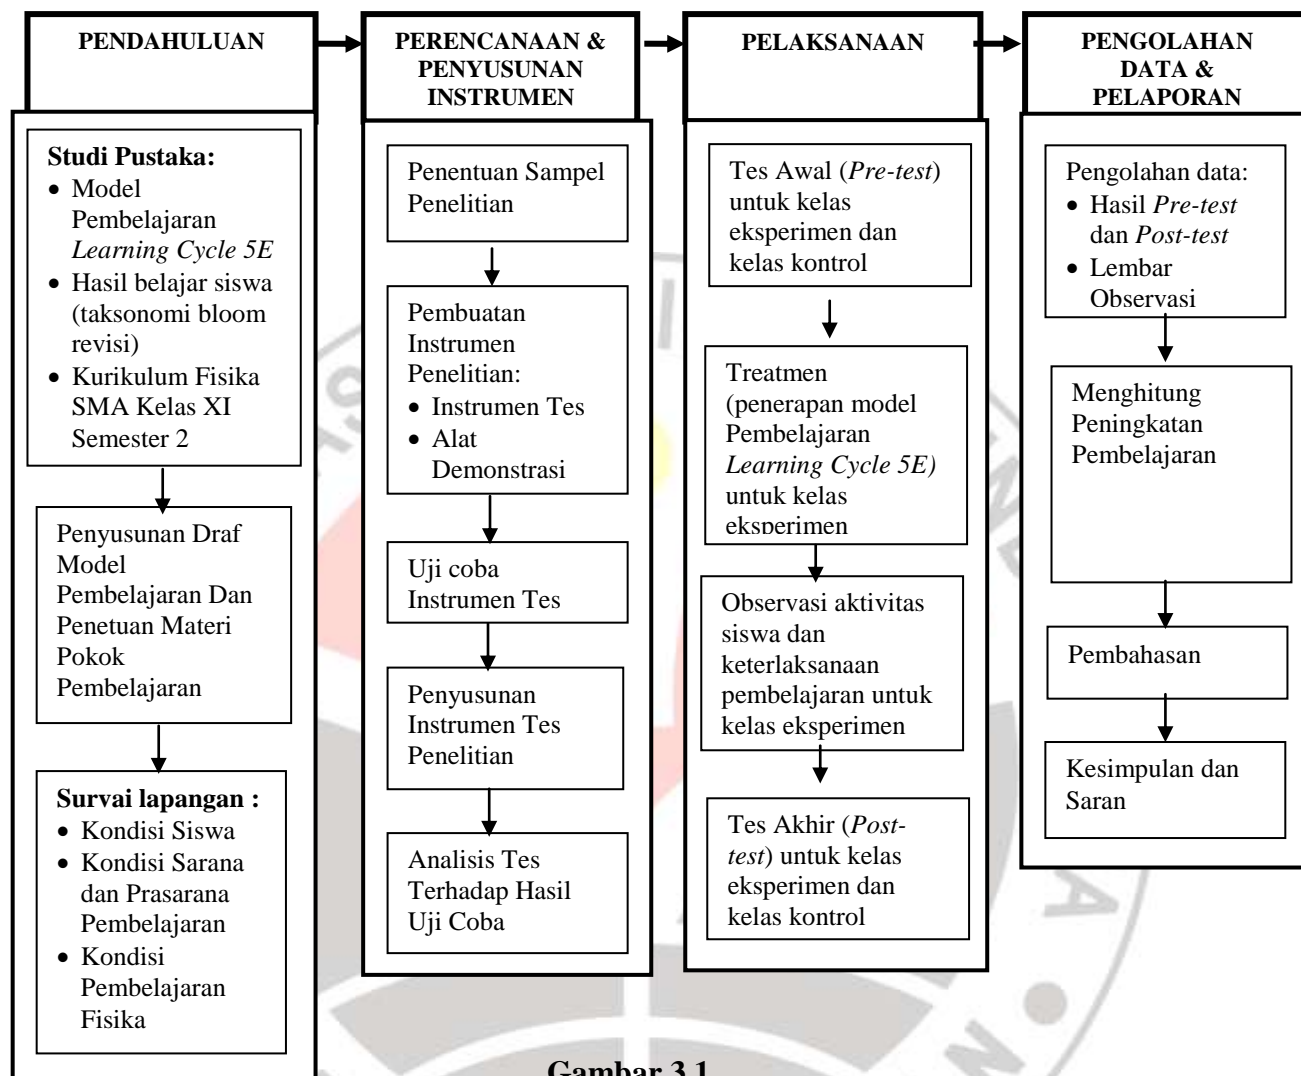 PENDAHULUAN
Studi Pustaka:
• Model
Pembelajaran
Learning Cycle 5E
• Hasil belajar siswa
(taksonomi bloom
revisi)
• Kurikulum Fisika
SMA Kelas XI
Semester 2
Penyusunan Draf
Model
Pembelajaran Dan
Penetuan Materi
Pokok
Pembelajaran
Survai lapangan :
• Kondisi Siswa
• Kondisi Sarana
dan Prasarana
Pembelajaran
• Kondisi
Pembelajaran
Fisika
PERENCANAAN &
PENYUSUNAN
INSTRUMEN
Penentuan Sampel
Penelitian
Pembuatan
Instrumen
Penelitian:
• Instrumen Tes
• Alat
Demonstrasi
Uji coba
Instrumen Tes
Penyusunan
Instrumen Tes
Penelitian
Analisis Tes
Terhadap Hasil
Uji Coba
PELAKSANAAN
Tes Awal (Pre-test)
untuk kelas
eksperimen dan
kelas kontrol
Treatmen
(penerapan model
Pembelajaran
Learning Cycle 5E)
untuk kelas
eksperimen
Observasi aktivitas
siswa dan
keterlaksanaan
pembelajaran untuk
kelas eksperimen
Tes Akhir (Post-
test) untuk kelas
eksperimen dan
kelas kontrol
PENGOLAHAN
DATA &
PELAPORAN
Pengolahan data:
• Hasil Pre-test
dan Post-test
• Lembar
Observasi
Menghitung
Peningkatan
Pembelajaran
Pembahasan
Kesimpulan dan
Saran
Gambar 3.1